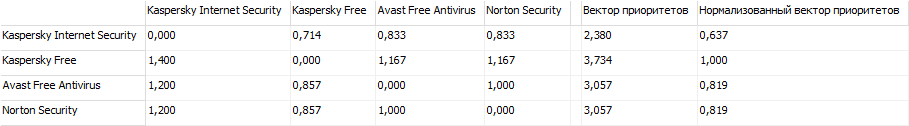 Kaspersky Internet Security Kaspersky Free Avast Free Antivirus Norton Security Вектор приоритетов Нормализованный вектор приоритетов
Kaspersky Internet Security 0,000 0,714 0,833 0,833 2,380 0,637
Kaspersky Free 1,400 0,000 1,167 1,167 3,734 1,000
Avast Free Antivirus 1,200 0,857 0,000 1,000 3,057 0,819
Norton Security 1,200 0,857 1,000 0,000 3,057 0,819